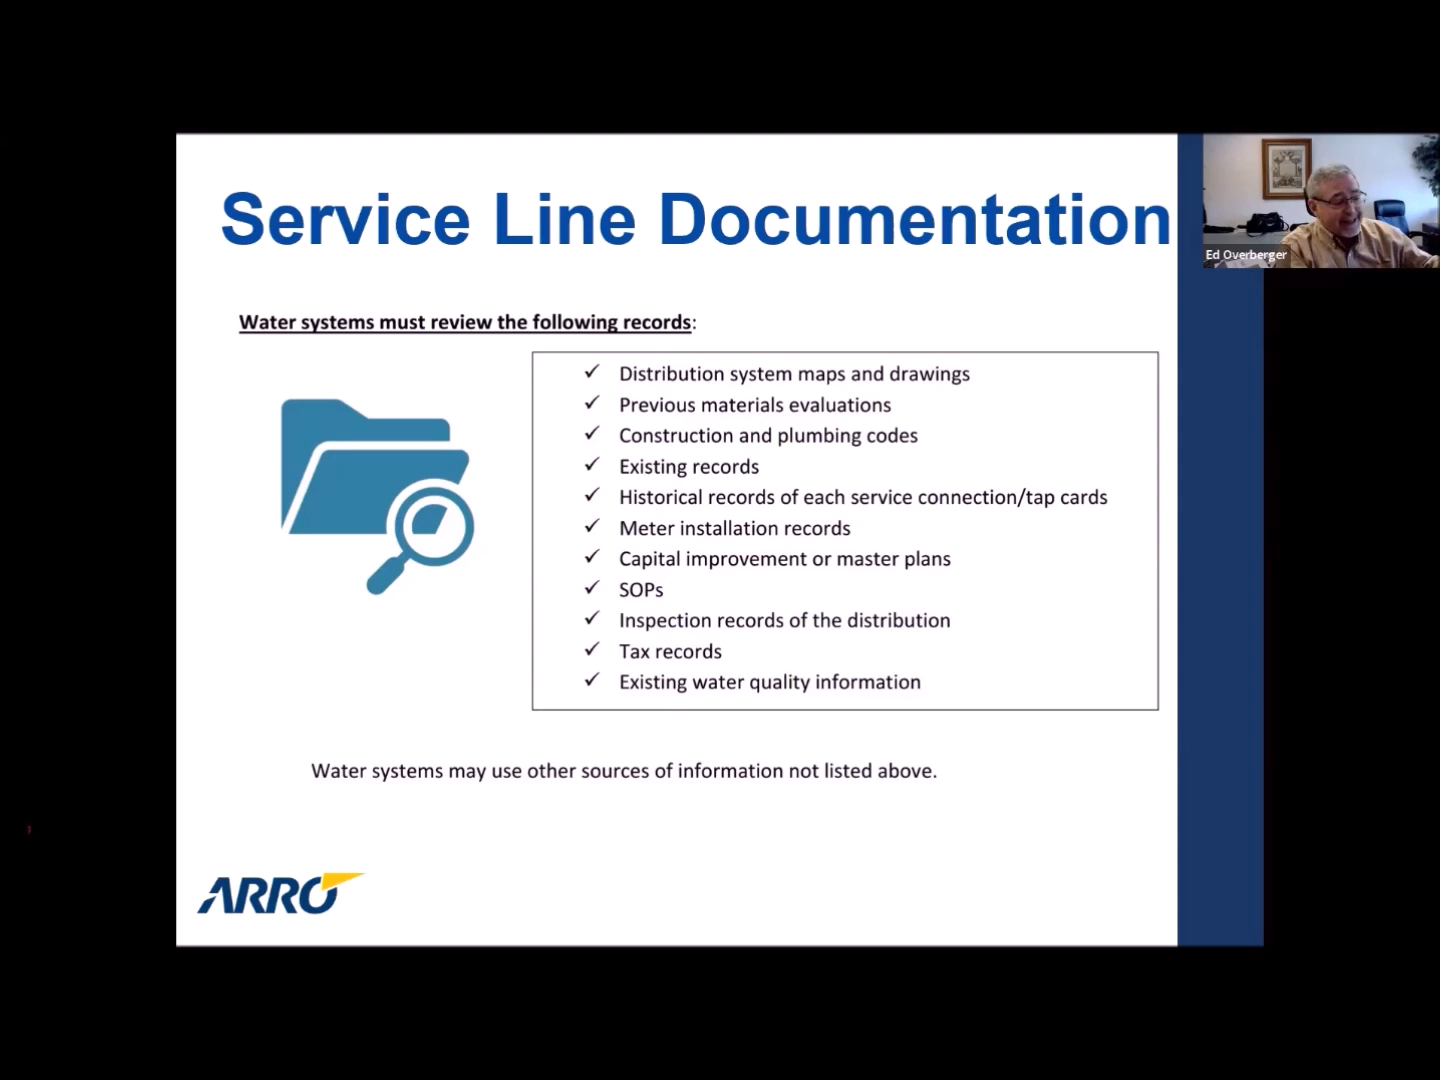 Service Line Documentation
Ed Overberger
Water systems must review the following records:
✓ Distribution system maps and drawings
✓ Previous materials evaluations
✓ Construction and plumbing codes
✓ Existing records
✓ Historical records of each service connection/tap cards
✓ Meter installation records
✓ Capital improvement or master plans
✓ SOPs
✓ Inspection records of the distribution
✓ Tax records
✓ Existing water quality information
Water systems may use other sources of information not listed above.
ARRO